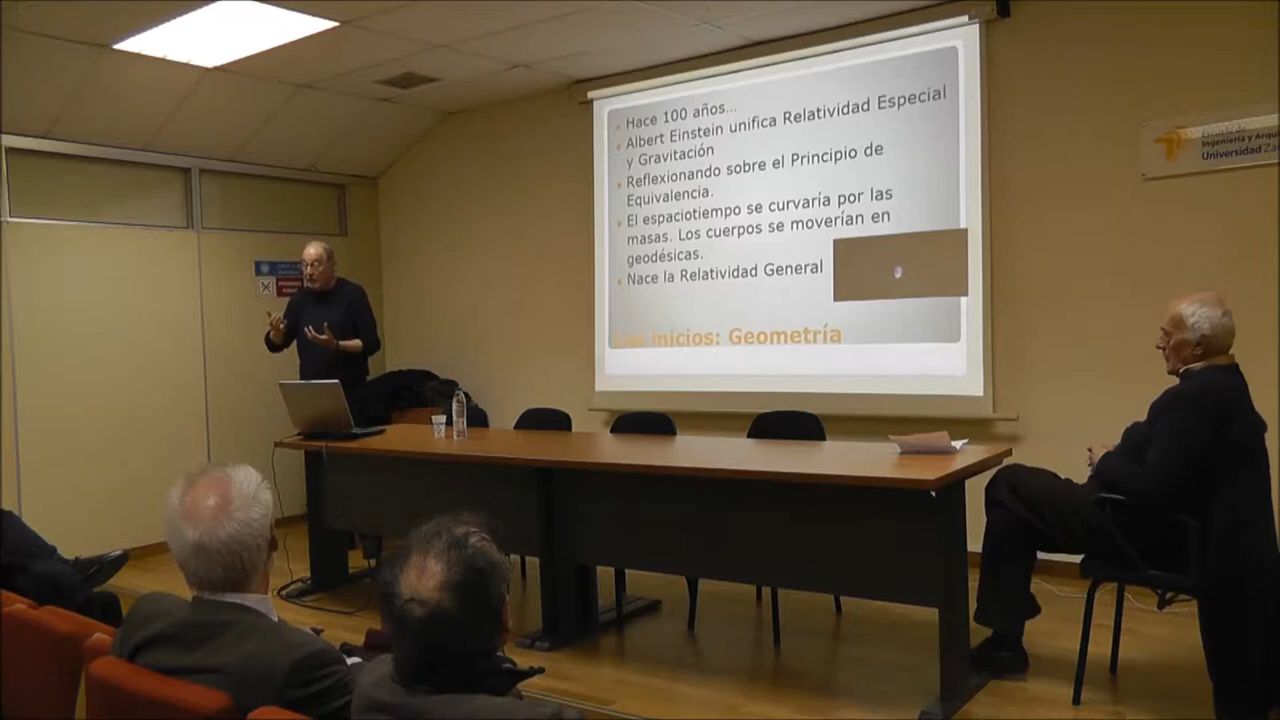 Hace 100 años...
Albert Einstein unifica Relatividad Especial
y Gravitación
Reflexionando sobre el Principio de
Equivalencia.
El espaciotiempo se curvaría por las
masas. Los cuerpos se moverían en
geodésicas.
Nace la Relatividad General
inicios: Geometría
Escuela de
Ingeniería y Arqu
Universidad Za